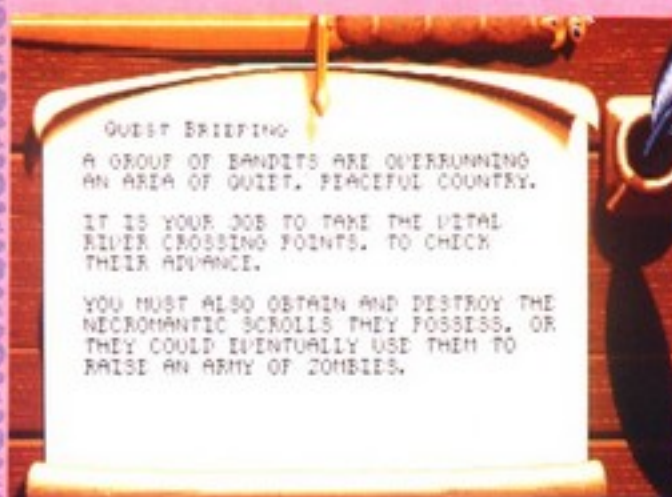 QUEST BRIEFING
A GROUP OF BANDITS ARE OVERRUNNING
AN AREA OF QUIET, PEACEFUL COUNTRY.
IT IS YOUR JOB TO TAKE THE VITAL
RIVER CROSSING POINTS, TO CHECK
THEIR ADVANCE.
YOU MUST ALSO OBTAIN AND DESTROY THE
NECROMANTIC SCROLLS THEY POSSESS, OR
THEY COULD EVENTUALLY USE THEM TO
RAISE AN ARMY OF ZOMBIES.